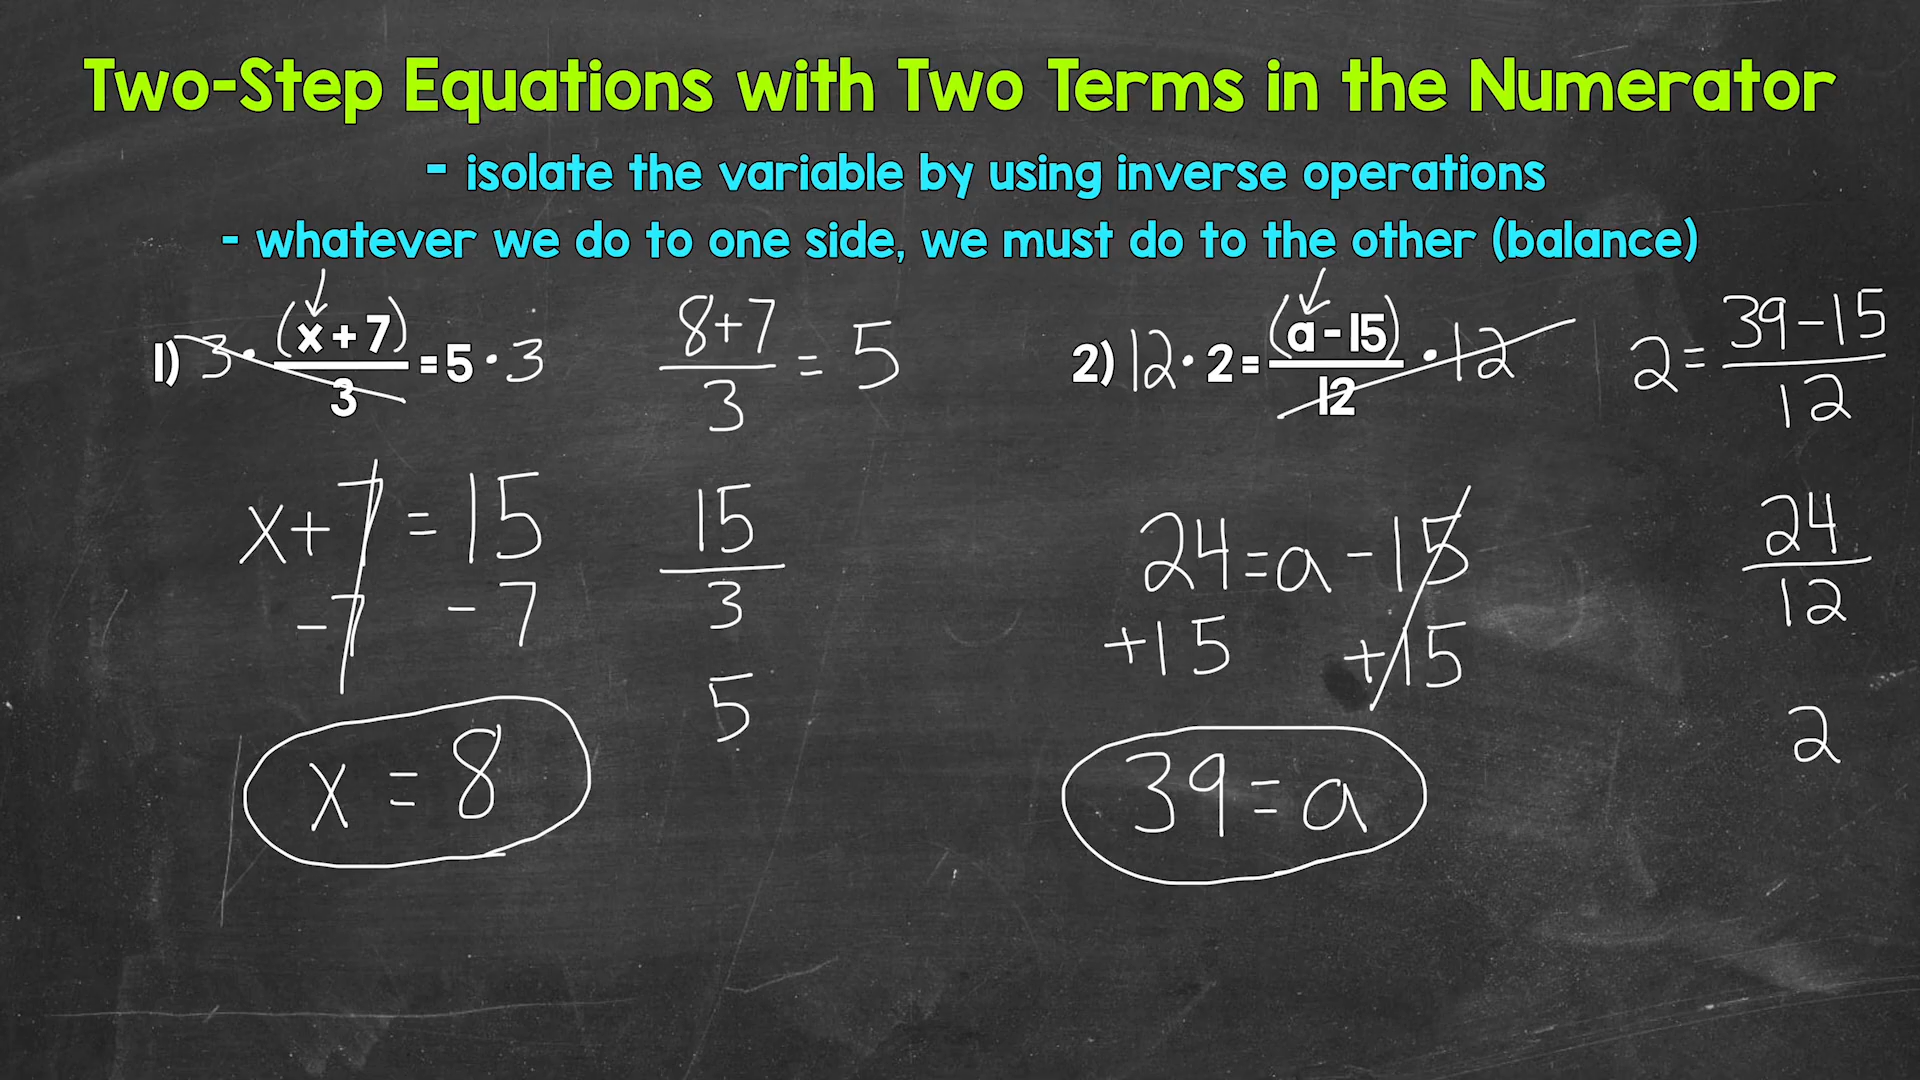 Two-Step Equations with Two Terms in the Numerator
- isolate the variable by using inverse operations
- whatever we do to one side, we must do to the other (balance)
1) 3 · (x + 7)/3 = 5 · 3
x + 7 = 15
- 7 - 7
x = 8
8 + 7/3 = 5
15/3
5
2) 12 · 2 = (a - 15)/12 · 12
24 = a - 15
+15 +15
39 = a
2 = 39 - 15/12
24/12
2